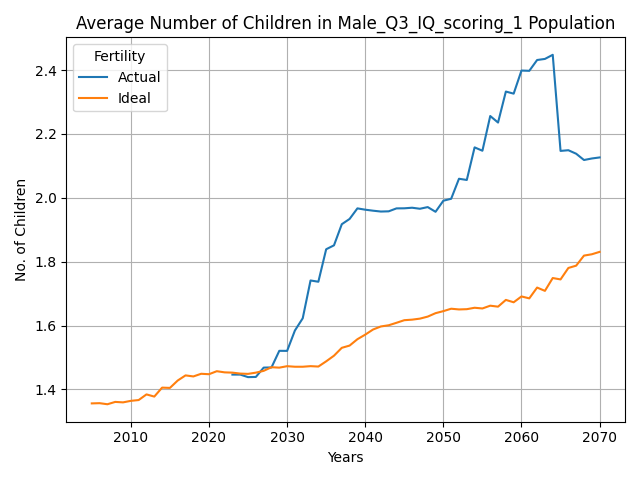 Average Number of Children in Male_Q3_IQ_scoring_1 Population
Fertility
Actual
Ideal
No. of Children
2.4
2.2
2.0
1.8
1.6
1.4
2010 2020 2030 2040 2050 2060 2070
Years